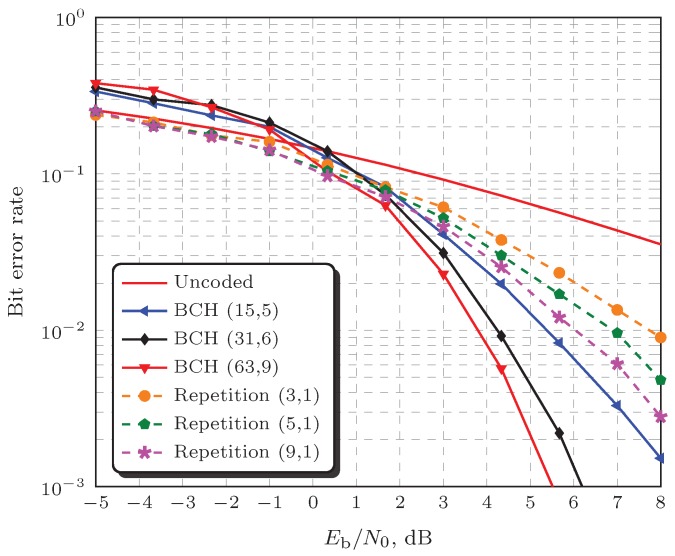 10⁰
10⁻¹
10⁻²
10⁻³
Bit error rate
Uncoded
BCH (15,5)
BCH (31,6)
BCH (63,9)
Repetition (3,1)
Repetition (5,1)
Repetition (9,1)
−5 −4 −3 −2 −1 0 1 2 3 4 5 6 7 8
E_b/N_0, dB